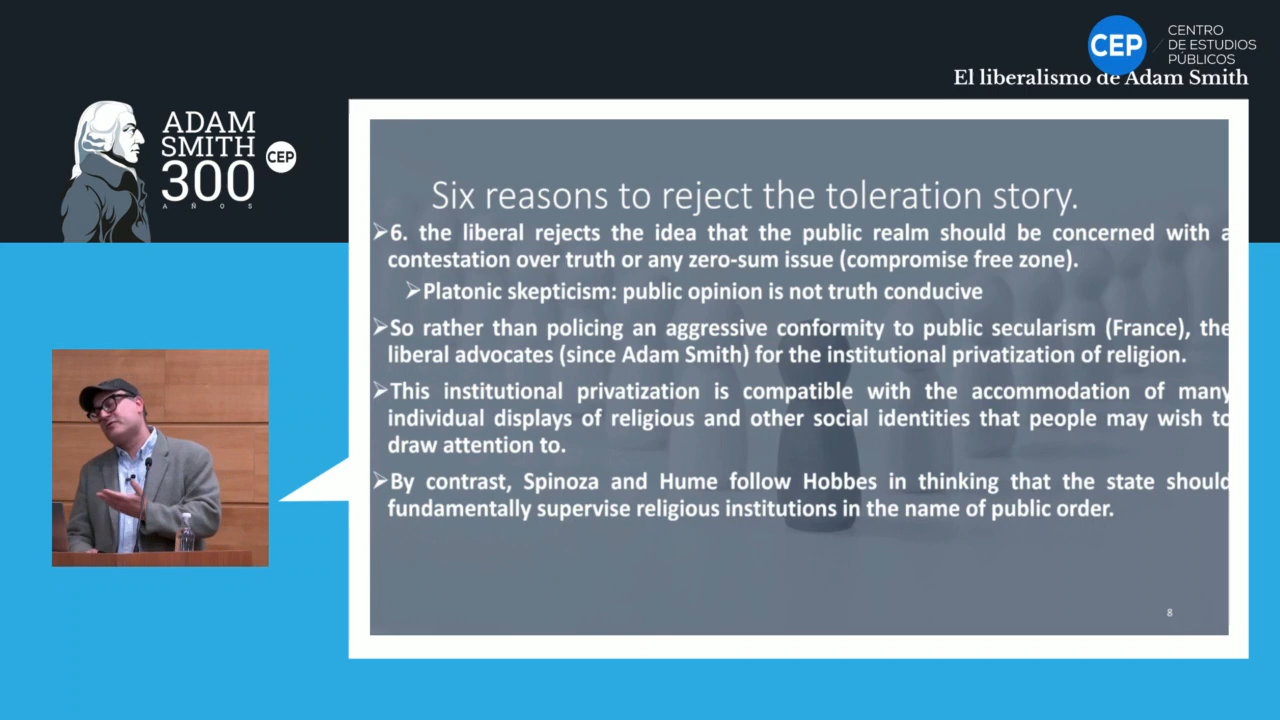 CEP
CENTRO
DE ESTUDIOS
PÚBLICOS
El liberalismo de Adam Smith
ADAM
SMITH
300
AÑOS
CEP
Six reasons to reject the toleration story.
➢6. the liberal rejects the idea that the public realm should be concerned with a
contestation over truth or any zero-sum issue (compromise free zone).
➢Platonic skepticism: public opinion is not truth conducive
➢So rather than policing an aggressive conformity to public secularism (France), the
liberal advocates (since Adam Smith) for the institutional privatization of religion.
➢This institutional privatization is compatible with the accommodation of many
individual displays of religious and other social identities that people may wish to
draw attention to.
➢By contrast, Spinoza and Hume follow Hobbes in thinking that the state should
fundamentally supervise religious institutions in the name of public order.
8